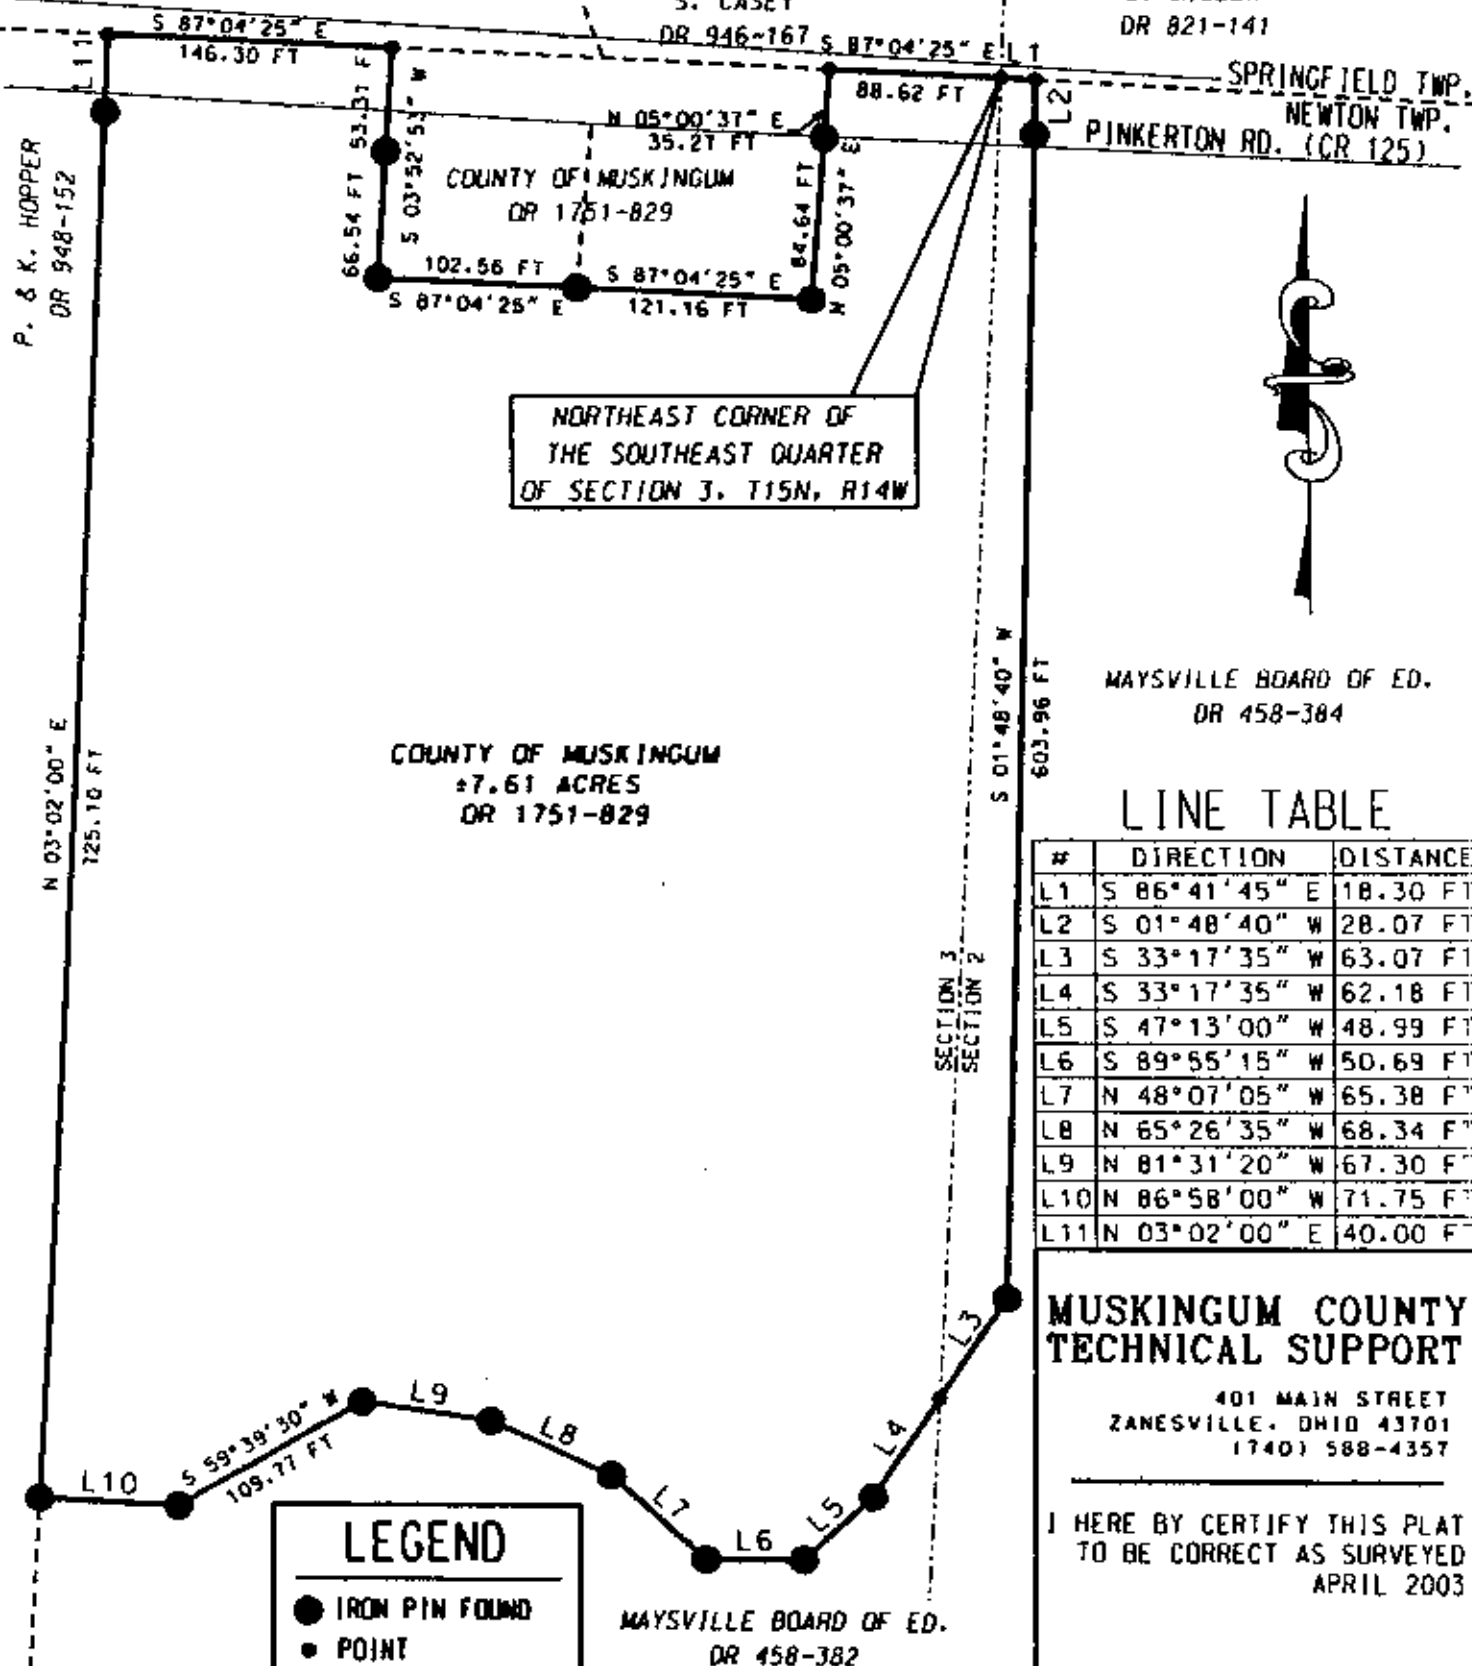 DR 946-167
DR 821-141
S 87°04'25" E
146.30 FT
S 87°04'25" E
L1
88.62 FT
SPRINGFIELD TWP.
NEWTON TWP.
PINKERTON RD. (CR 125)
L11
L2
S 03°52'53" W
66.54 FT
N 05°00'37" E
35.27 FT
COUNTY OF MUSKINGUM
DR 1751-829
84.64 FT
N 05°00'37" E
P. & K. HOPPER
DR 948-152
102.56 FT
S 87°04'25" E
S 87°04'25" E
121.16 FT
NORTHEAST CORNER OF
THE SOUTHEAST QUARTER
OF SECTION 3. T15N, R14W
MAYSVILLE BOARD OF ED.
DR 458-384
S 01°48'40" W
603.96 FT
N 03°02'00" E
725.10 FT
COUNTY OF MUSKINGUM
±7.61 ACRES
OR 1751-829
SECTION 3
SECTION 2
LINE TABLE
# DIRECTION DISTANCE
L1 S 86°41'45" E 18.30 FT
L2 S 01°48'40" W 28.07 FT
L3 S 33°17'35" W 63.07 FT
L4 S 33°17'35" W 62.18 FT
L5 S 47°13'00" W 48.99 FT
L6 S 89°55'15" W 50.69 FT
L7 N 48°07'05" W 65.38 FT
L8 N 65°26'35" W 68.34 FT
L9 N 81°31'20" W 67.30 FT
L10 N 86°58'00" W 71.75 FT
L11 N 03°02'00" E 40.00 FT
MUSKINGUM COUNTY
TECHNICAL SUPPORT
401 MAIN STREET
ZANESVILLE, OHIO 43701
(740) 588-4357
I HERE BY CERTIFY THIS PLAT
TO BE CORRECT AS SURVEYED
APRIL 2003
L3
L4
L5
L6
L7
L8
L9
S 59°39'30" W
109.77 FT
L10
LEGEND
IRON PIN FOUND
POINT
MAYSVILLE BOARD OF ED.
DR 458-382